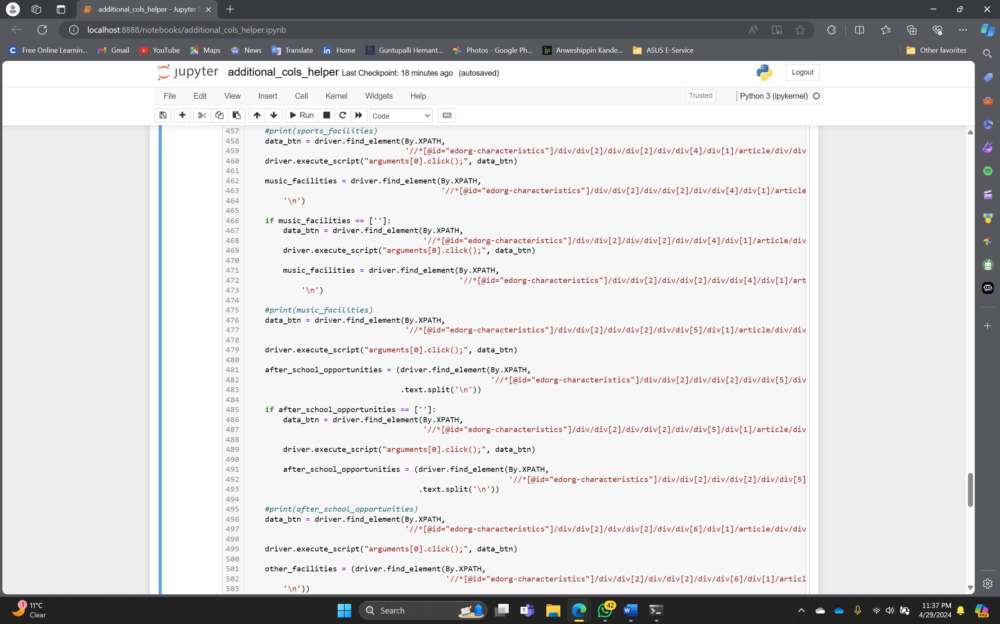 additional_cols_helper - Jupyter
localhost:8888/notebooks/additional_cols_helper.ipynb
Free Online Learnin... Gmail YouTube Maps News Translate Home Guntupalli Hemant... Photos - Google Ph... Anweshippin Kande... ASUS E-Service Other favorites
jupyter additional_cols_helper Last Checkpoint: 18 minutes ago (autosaved) Logout
File Edit View Insert Cell Kernel Widgets Help Trusted Python 3 (ipykernel)
Run Code
457 #print(sports_facilities)
458 data_btn = driver.find_element(By.XPATH,
459 '//*[@id="edorg-characteristics"]/div/div[2]/div/div[2]/div/div[4]/div[1]/article/div/div
460 driver.execute_script("arguments[0].click();", data_btn)
461
462 music_facilities = driver.find_element(By.XPATH,
463 '//*[@id="edorg-characteristics"]/div/div[2]/div/div[2]/div/div[4]/div[1]/article
464 '\n')
465
466 if music_facilities == ['']:
467 data_btn = driver.find_element(By.XPATH,
468 '//*[@id="edorg-characteristics"]/div/div[2]/div/div[2]/div/div[4]/div[1]/article/div
469 driver.execute_script("arguments[0].click();", data_btn)
470
471 music_facilities = driver.find_element(By.XPATH,
472 '//*[@id="edorg-characteristics"]/div/div[2]/div/div[2]/div/div[4]/div[1]/art
473 '\n')
474
475 #print(music_facilities)
476 data_btn = driver.find_element(By.XPATH,
477 '//*[@id="edorg-characteristics"]/div/div[2]/div/div[2]/div/div[5]/div[1]/article/div/div
478
479 driver.execute_script("arguments[0].click();", data_btn)
480
481 after_school_opportunities = (driver.find_element(By.XPATH,
482 '//*[@id="edorg-characteristics"]/div/div[2]/div/div[2]/div/div[5]/div
483 .text.split('\n'))
484
485 if after_school_opportunities == ['']:
486 data_btn = driver.find_element(By.XPATH,
487 '//*[@id="edorg-characteristics"]/div/div[2]/div/div[2]/div/div[5]/div[1]/article/div
488
489 driver.execute_script("arguments[0].click();", data_btn)
490
491 after_school_opportunities = (driver.find_element(By.XPATH,
492 '//*[@id="edorg-characteristics"]/div/div[2]/div/div[2]/div/div[5]
493 .text.split('\n'))
494
495 #print(after_school_opportunities)
496 data_btn = driver.find_element(By.XPATH,
497 '//*[@id="edorg-characteristics"]/div/div[2]/div/div[2]/div/div[6]/div[1]/article/div/div
498
499 driver.execute_script("arguments[0].click();", data_btn)
500
501 other_facilities = (driver.find_element(By.XPATH,
502 '//*[@id="edorg-characteristics"]/div/div[2]/div/div[2]/div/div[6]/div[1]/articl
503 '\n'))
1 11°C
Clear
Search
42
11:37 PM
4/29/2024
PRE